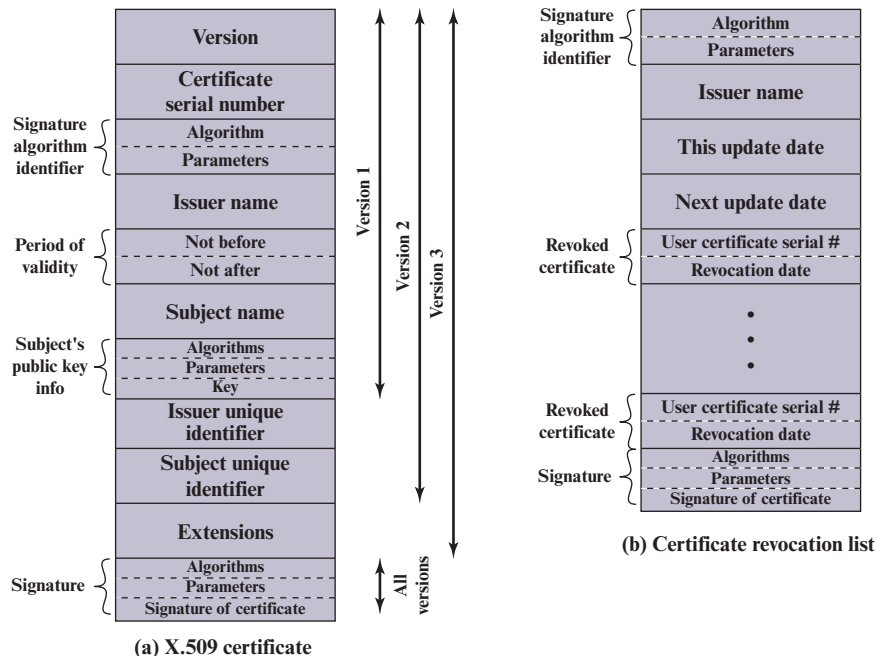 Version
Certificate
serial number
Signature
algorithm
identifier
Algorithm
Parameters
Issuer name
Period of
validity
Not before
Not after
Subject name
Subject's
public key
info
Algorithms
Parameters
Key
Issuer unique
identifier
Subject unique
identifier
Extensions
Signature
Algorithms
Parameters
Signature of certificate
Version 1
Version 2
Version 3
All
versions
(a) X.509 certificate
Signature
algorithm
identifier
Algorithm
Parameters
Issuer name
This update date
Next update date
Revoked
certificate
User certificate serial #
Revocation date
Revoked
certificate
User certificate serial #
Revocation date
Signature
Algorithms
Parameters
Signature of certificate
(b) Certificate revocation list